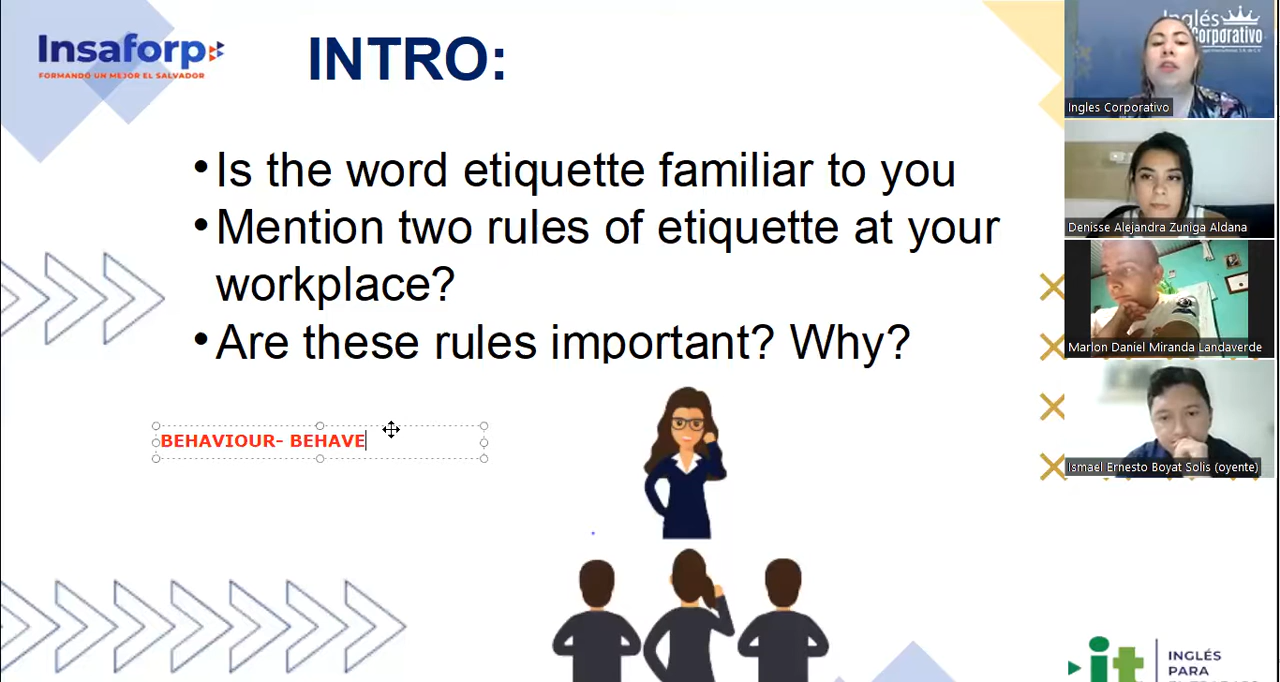 Insaforp
FORMANDO UN MEJOR EL SALVADOR
INTRO:
• Is the word etiquette familiar to you
• Mention two rules of etiquette at your
workplace?
• Are these rules important? Why?
BEHAVIOUR- BEHAVE
Inglés
Corporativo
Ingles Corporativo
Denisse Alejandra Zuniga Aldana
Marlon Daniel Miranda Landaverde
Ismael Ernesto Boyat Solis (oyente)
it
INGLÉS
PARA